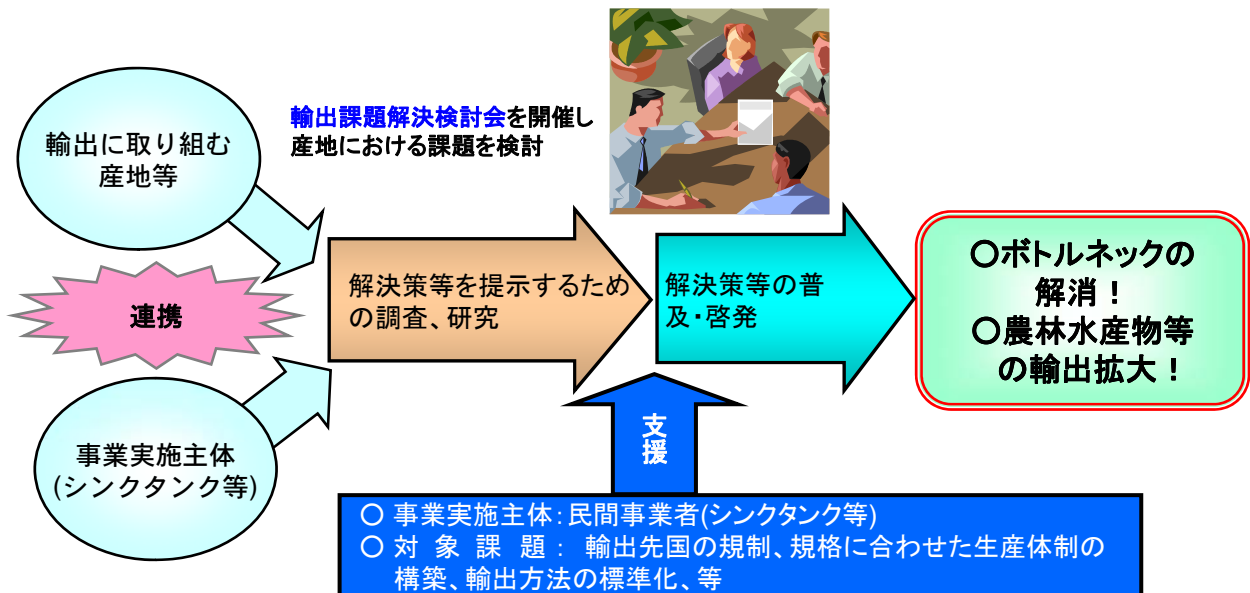 輸出に取り組む
産地等
輸出課題解決検討会を開催し
産地における課題を検討
連携
事業実施主体
(シンクタンク等)
解決策等を提示するため
の調査、研究
解決策等の普
及・啓発
〇ボトルネックの
解消！
〇農林水産物等
の輸出拡大！
支援
〇 事業実施主体：民間事業者(シンクタンク等)
〇 対 象 課 題 ： 輸出先国の規制、規格に合わせた生産体制の
構築、輸出方法の標準化、等